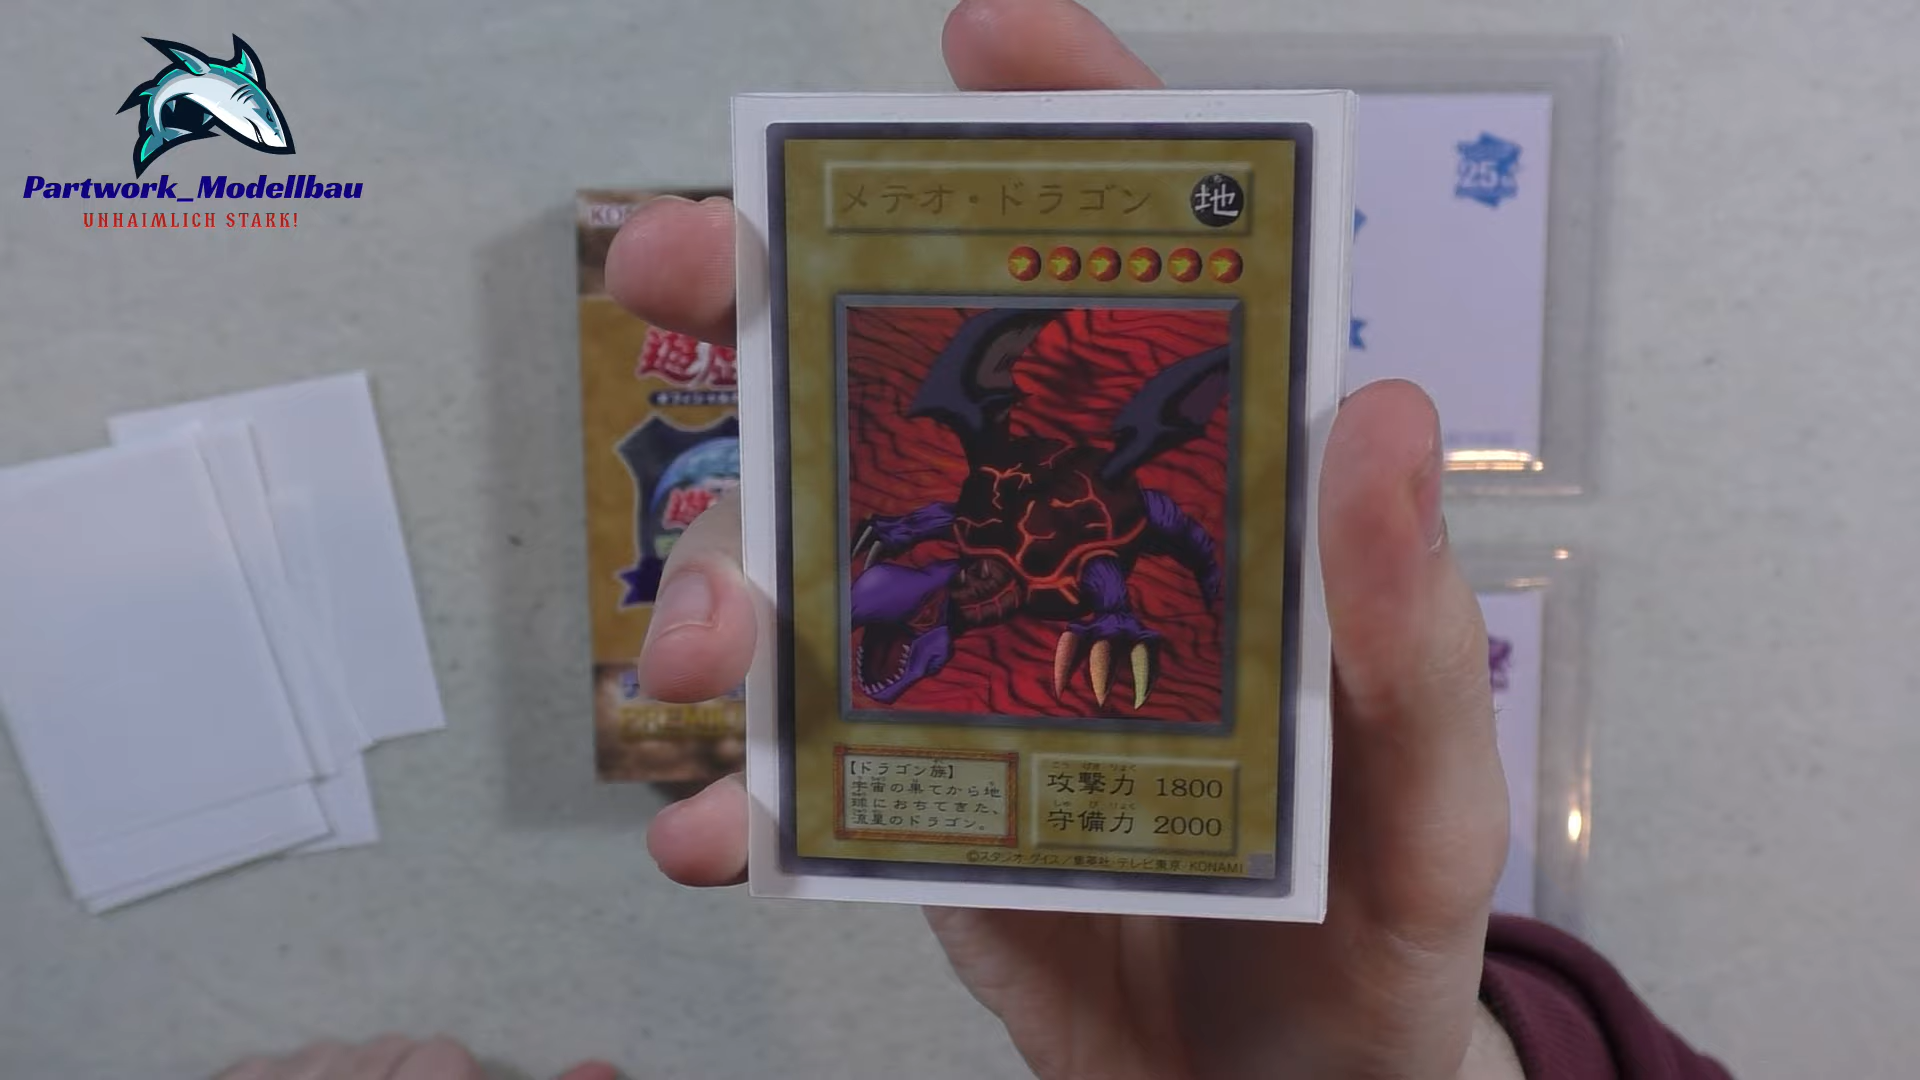 Partwork_Modellbau
UNHAIMLICH STARK!
メテオ・ドラゴン
地
25
【ドラゴン族】
宇宙の果てから地
球におちてきた、
流星のドラゴン。
攻撃力 1800
守備力 2000
©スタジオ・ダイス/集英社・テレビ東京・KONAMI